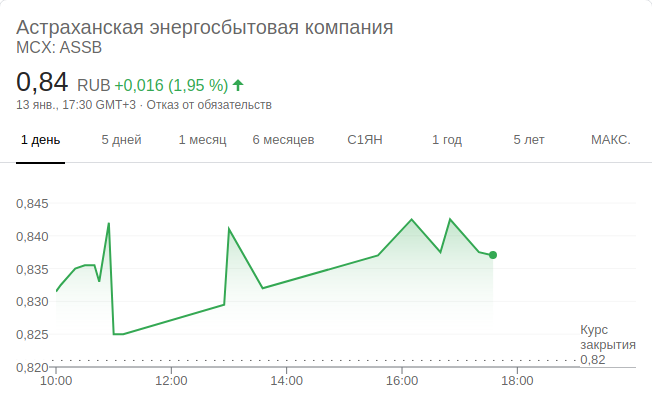 Астраханская энергосбытовая компания
MCX: ASSB
0,84 RUB +0,016 (1,95 %)
13 янв., 17:30 GMT+3 · Отказ от обязательств
1 день 5 дней 1 месяц 6 месяцев С1ЯН 1 год 5 лет МАКС.
0,845
0,840
0,835
0,830
0,825
Курс
закрытия
0,82
0,820
10:00 12:00 14:00 16:00 18:00